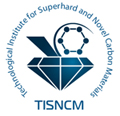 Technological Institute for Superhard and Novel Carbon Materials
TISNCM